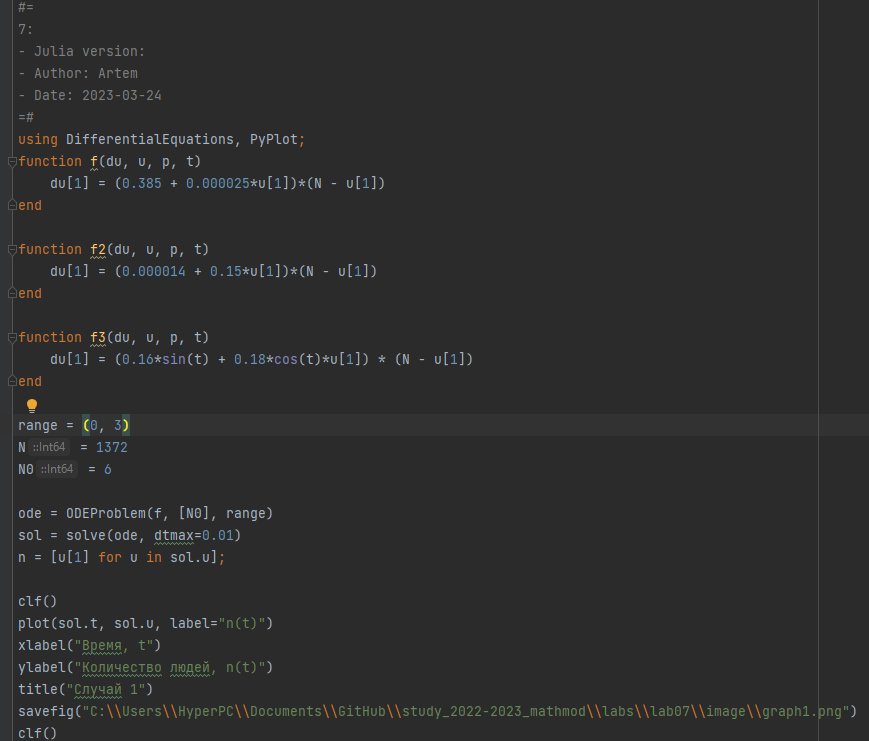 #=
7:
- Julia version:
- Author: Artem
- Date: 2023-03-24
=#
using DifferentialEquations, PyPlot;
function f(du, u, p, t)
    du[1] = (0.385 + 0.000025*u[1])*(N - u[1])
end

function f2(du, u, p, t)
    du[1] = (0.000014 + 0.15*u[1])*(N - u[1])
end

function f3(du, u, p, t)
    du[1] = (0.16*sin(t) + 0.18*cos(t)*u[1]) * (N - u[1])
end

range = (0, 3)
N ::Int64 = 1372
N0 ::Int64 = 6

ode = ODEProblem(f, [N0], range)
sol = solve(ode, dtmax=0.01)
n = [u[1] for u in sol.u];

clf()
plot(sol.t, sol.u, label="n(t)")
xlabel("Время, t")
ylabel("Количество людей, n(t)")
title("Случай 1")
savefig("C:\\Users\\HyperPC\\Documents\\GitHub\\study_2022-2023_mathmod\\labs\\lab07\\image\\graph1.png")
clf()